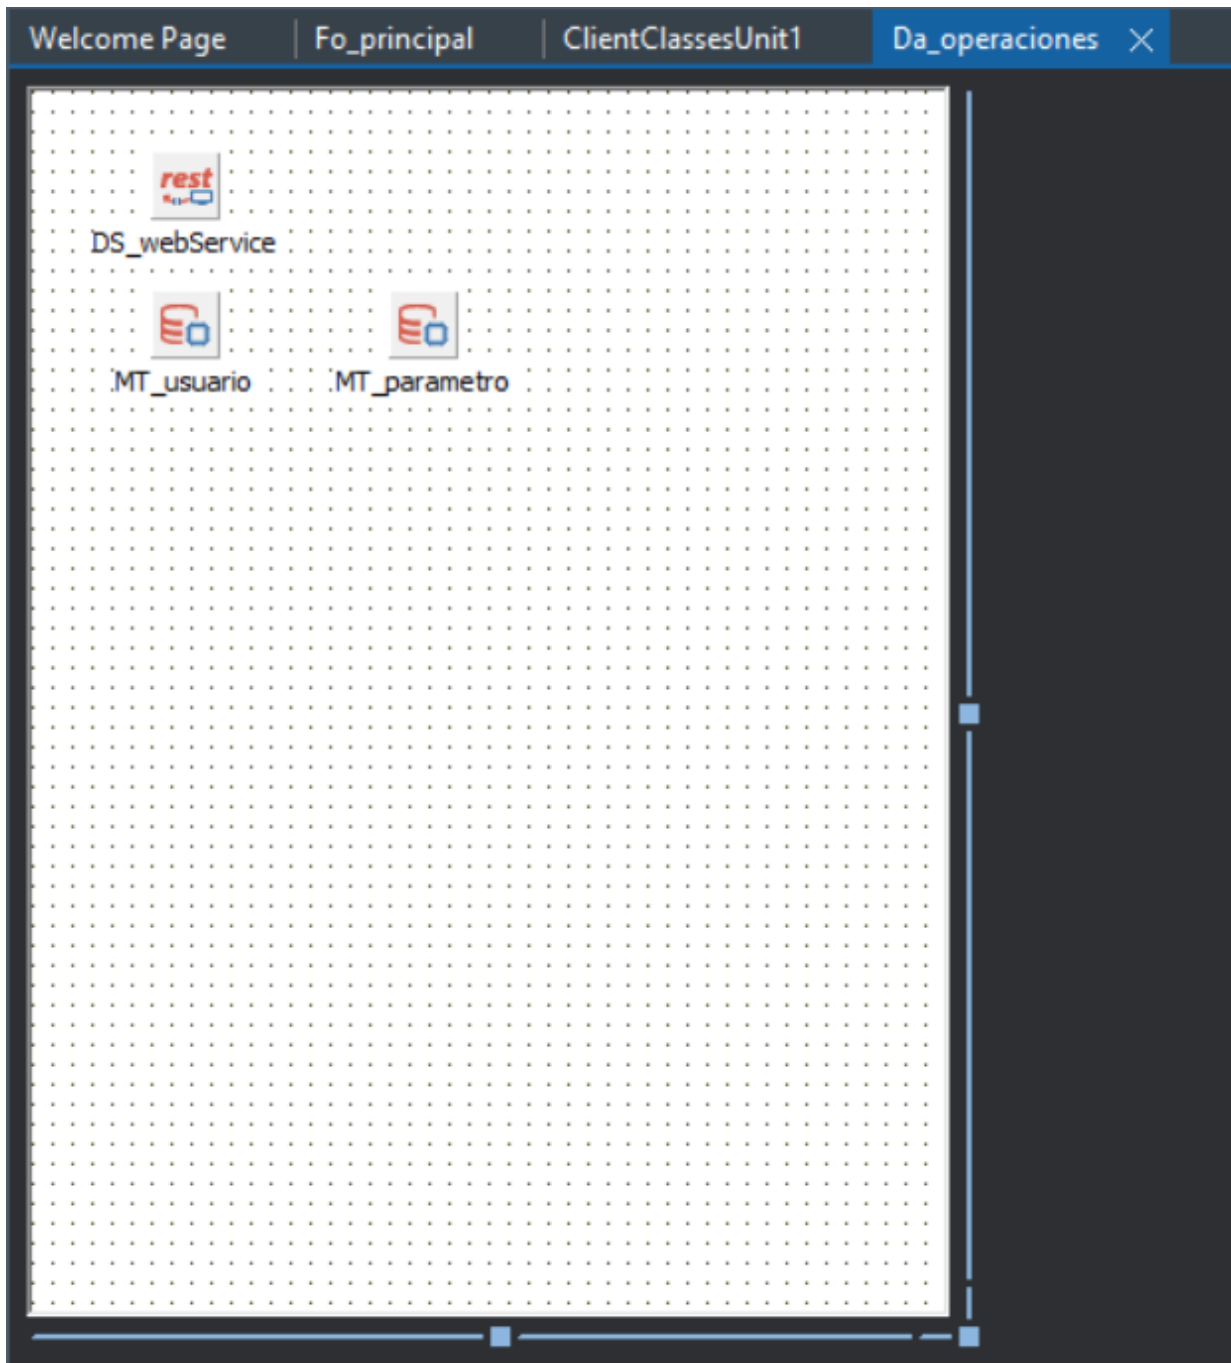 Welcome Page Fo_principal ClientClassesUnit1 Da_operaciones
rest
DS_webService
MT_usuario MT_parametro